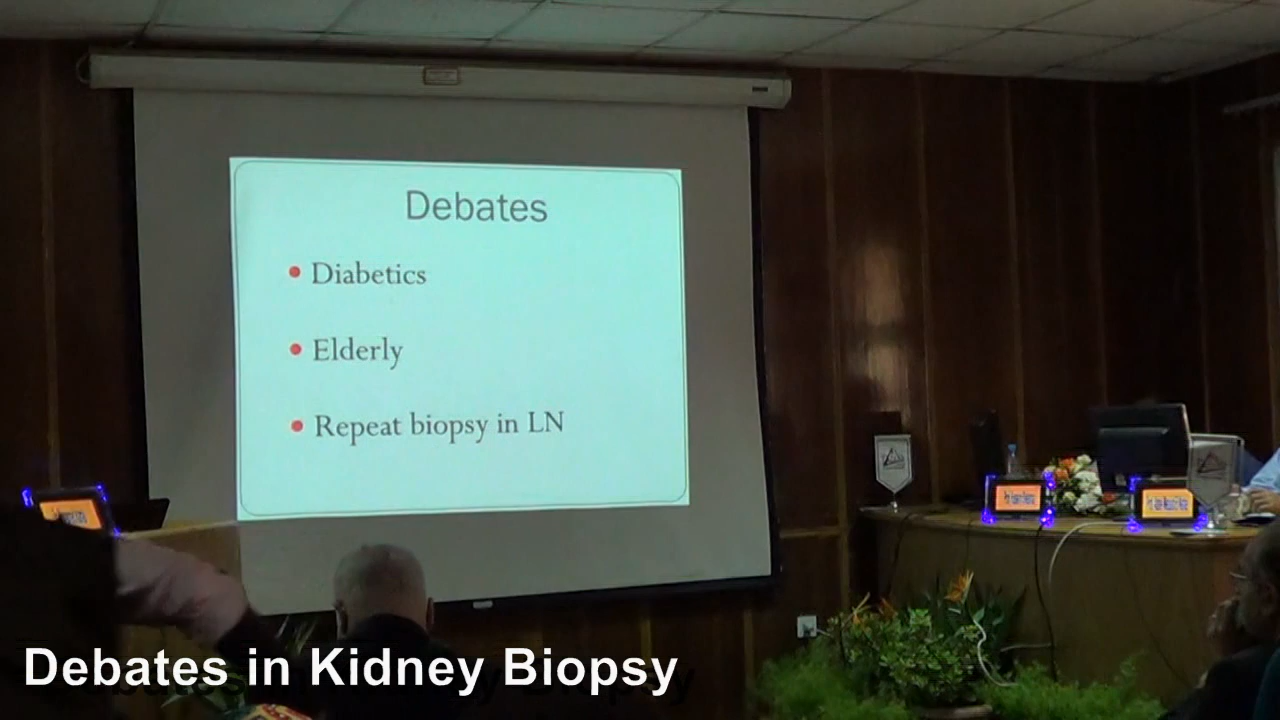 Debates
Diabetics
Elderly
Repeat biopsy in LN
Debates in Kidney Biopsy